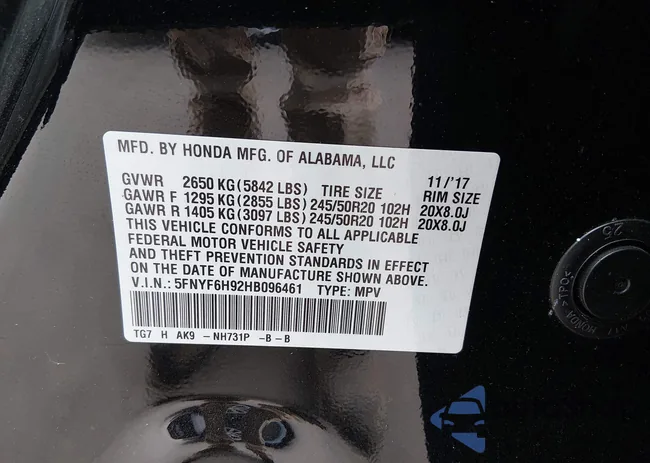 MFD. BY HONDA MFG. OF ALABAMA, LLC
11/'17
GVWR 2650 KG(5842 LBS) TIRE SIZE RIM SIZE
GAWR F 1295 KG(2855 LBS) 245/50R20 102H 20X8.0J
GAWR R 1405 KG(3097 LBS) 245/50R20 102H 20X8.0J
THIS VEHICLE CONFORMS TO ALL APPLICABLE
FEDERAL MOTOR VEHICLE SAFETY
AND THEFT PREVENTION STANDARDS IN EFFECT
ON THE DATE OF MANUFACTURE SHOWN ABOVE.
V.I.N.: 5FNYF6H92HB096461 TYPE: MPV
TG7 H AK9 -NH731P -B-B
25
HONDA >TPO<